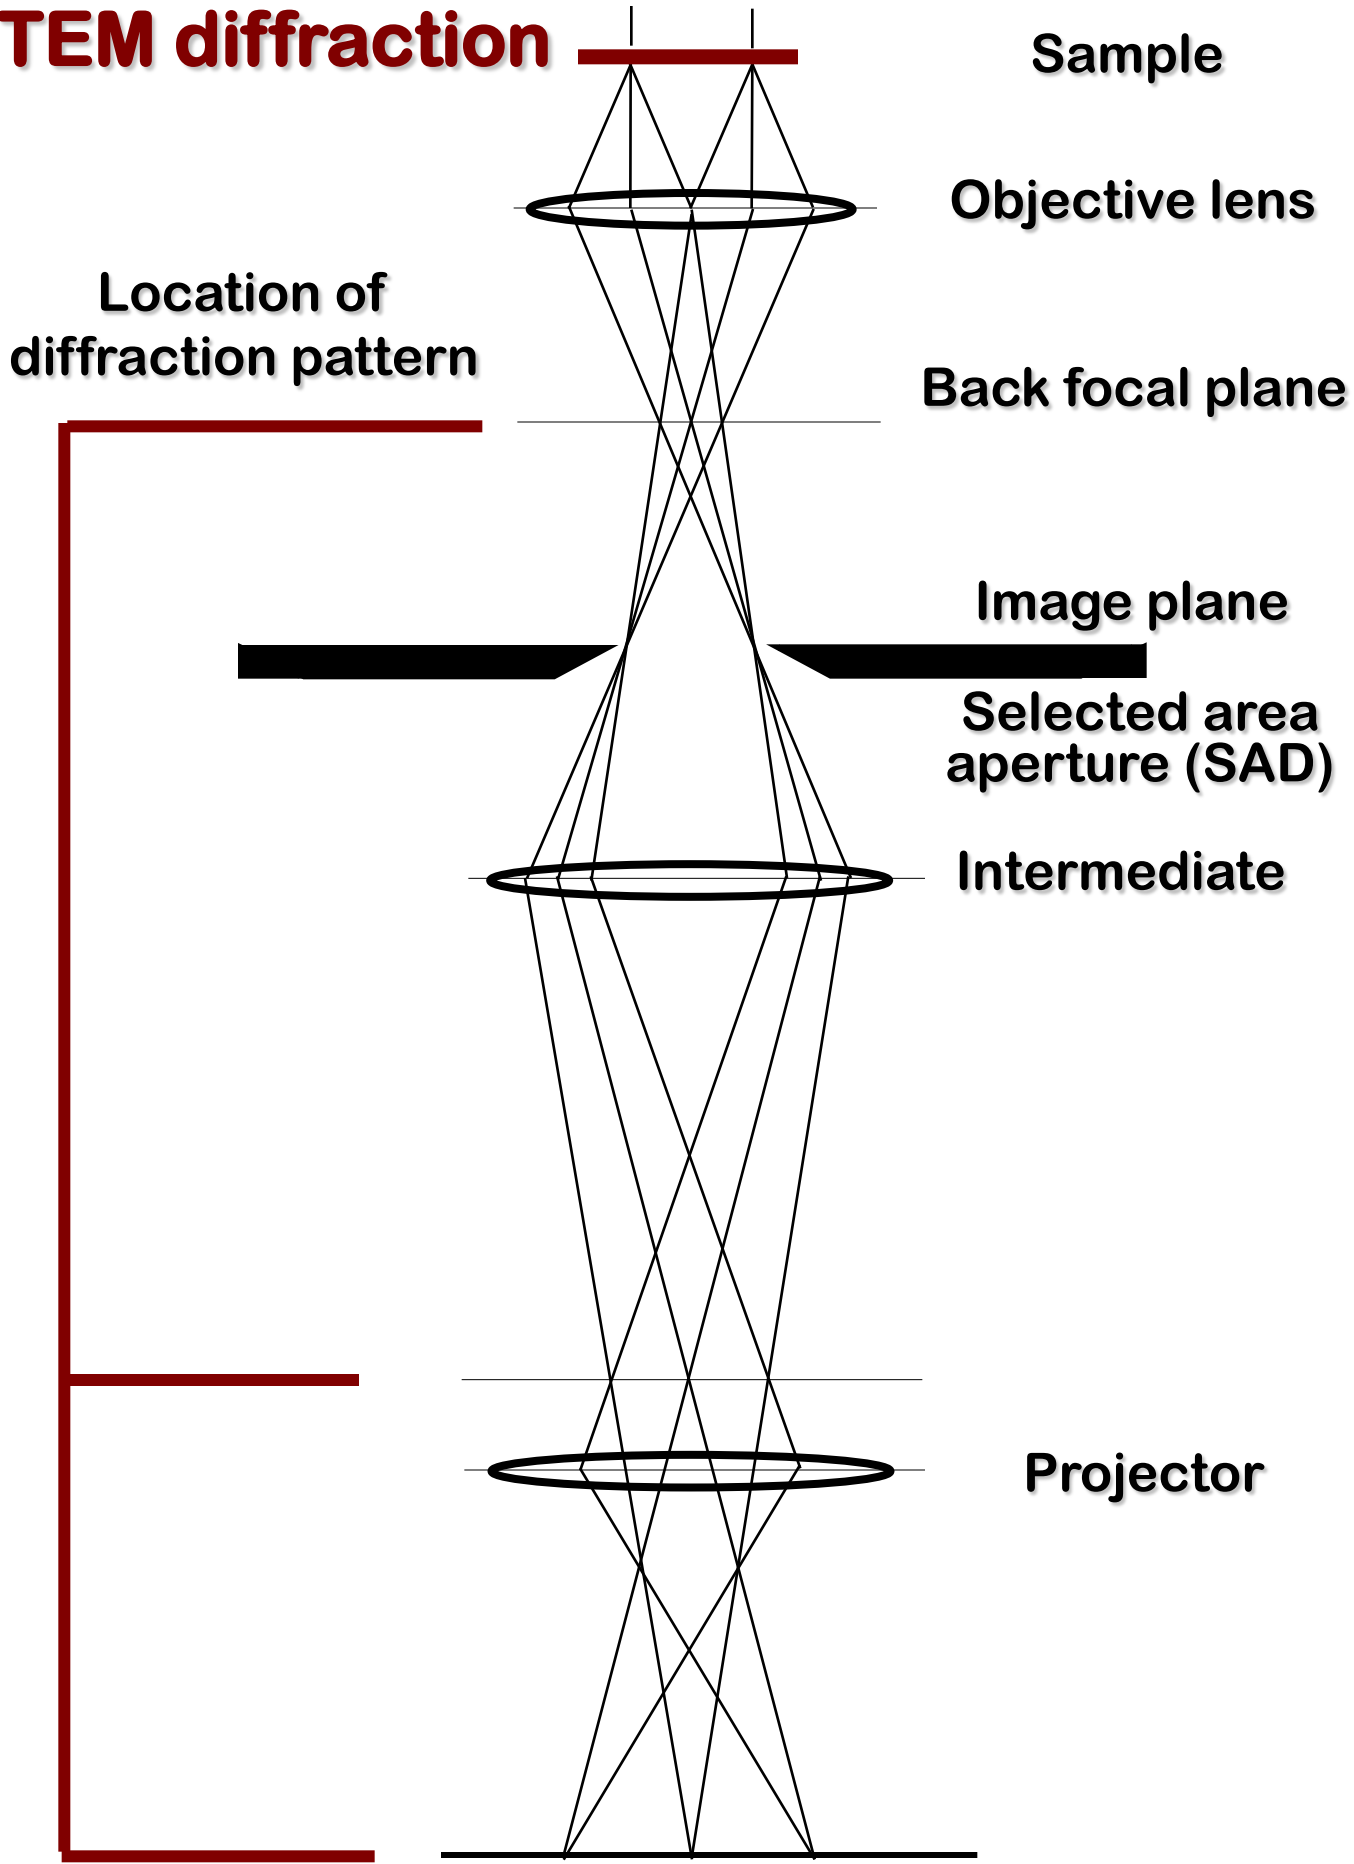 TEM diffraction
Sample
Objective lens
Location of
diffraction pattern
Back focal plane
Image plane
Selected area
aperture (SAD)
Intermediate
Projector